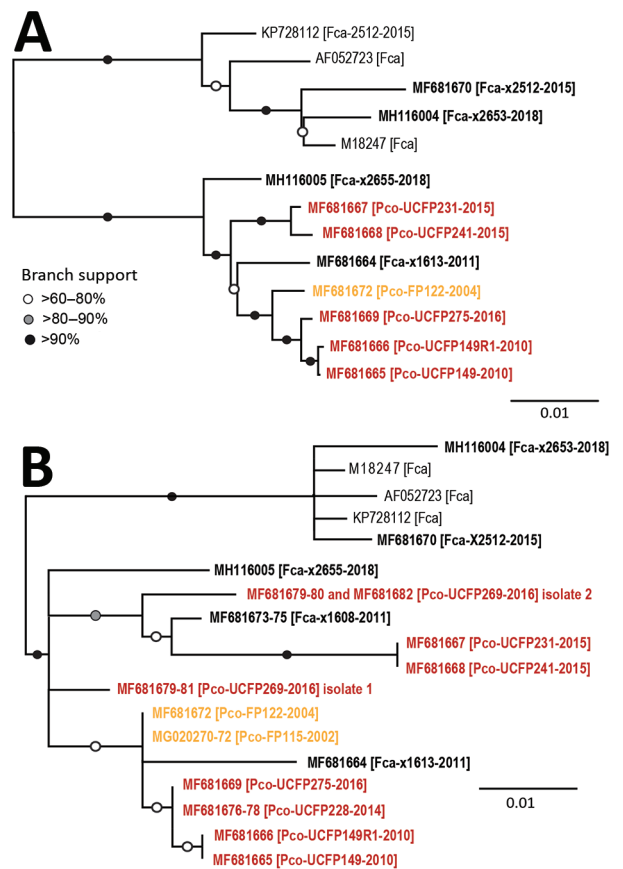 A
KP728112 [Fca-2512-2015]
AF052723 [Fca]
MF681670 [Fca-x2512-2015]
MH116004 [Fca-x2653-2018]
M18247 [Fca]
MH116005 [Fca-x2655-2018]
MF681667 [Pco-UCFP231-2015]
MF681668 [Pco-UCFP241-2015]
MF681664 [Fca-x1613-2011]
MF681672 [Pco-FP122-2004]
MF681669 [Pco-UCFP275-2016]
MF681666 [Pco-UCFP149R1-2010]
MF681665 [Pco-UCFP149-2010]
Branch support
>60–80%
>80–90%
>90%
0.01
B
MH116004 [Fca-x2653-2018]
M18247 [Fca]
AF052723 [Fca]
KP728112 [Fca]
MF681670 [Fca-X2512-2015]
MH116005 [Fca-x2655-2018]
MF681679-80 and MF681682 [Pco-UCFP269-2016] isolate 2
MF681673-75 [Fca-x1608-2011]
MF681667 [Pco-UCFP231-2015]
MF681668 [Pco-UCFP241-2015]
MF681679-81 [Pco-UCFP269-2016] isolate 1
MF681672 [Pco-FP122-2004]
MG020270-72 [Pco-FP115-2002]
MF681664 [Fca-x1613-2011]
MF681669 [Pco-UCFP275-2016]
MF681676-78 [Pco-UCFP228-2014]
MF681666 [Pco-UCFP149R1-2010]
MF681665 [Pco-UCFP149-2010]
0.01